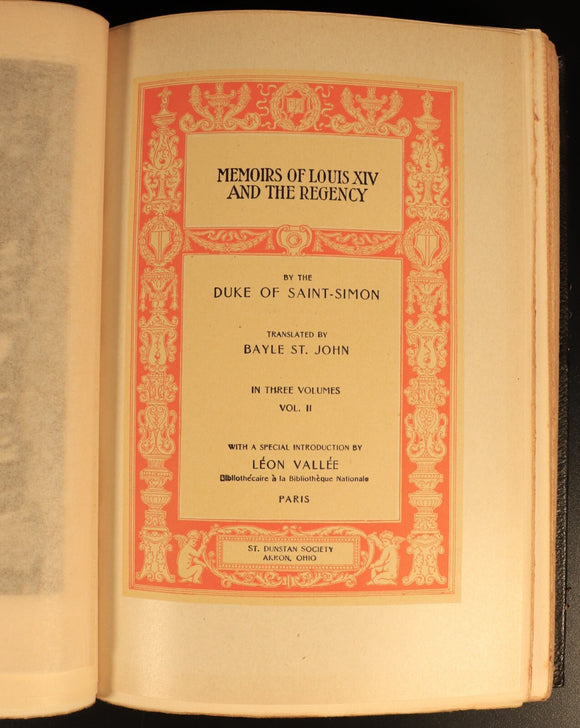 MEMOIRS OF LOUIS XIV
AND THE REGENCY
BY THE
DUKE OF SAINT-SIMON
TRANSLATED BY
BAYLE ST. JOHN
IN THREE VOLUMES
VOL. II
WITH A SPECIAL INTRODUCTION BY
LÉON VALLÉE
Bibliothécaire à la Bibliothèque Nationale
PARIS
ST. DUNSTAN SOCIETY
AKRON, OHIO